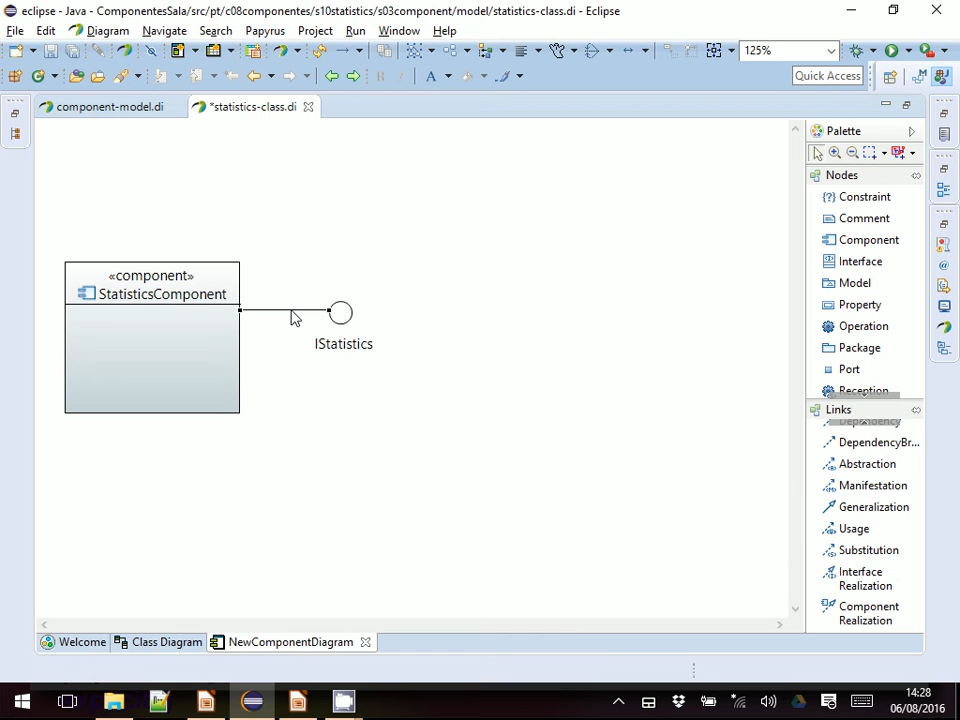 eclipse - Java - ComponentesSala/src/pt/c08componentes/s10statistics/s03component/model/statistics-class.di - Eclipse
File Edit Diagram Navigate Search Papyrus Project Run Window Help
125%
Quick Access
component-model.di
*statistics-class.di
Palette
Nodes
Constraint
Comment
Component
Interface
Model
Property
Operation
Package
Port
Reception
Links
Dependency
DependencyBr...
Abstraction
Manifestation
Generalization
Usage
Substitution
Interface
Realization
Component
Realization
«component»
StatisticsComponent
IStatistics
Welcome
Class Diagram
NewComponentDiagram
14:28
06/08/2016